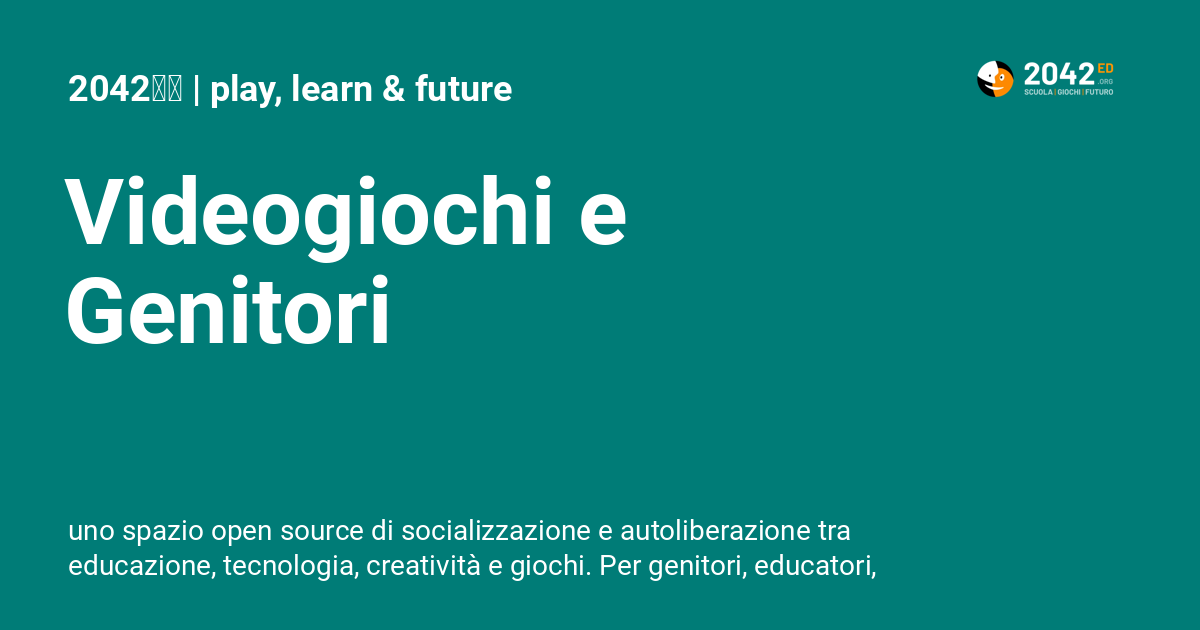 2042 | play, learn & future
2042 ED
.ORG
SCUOLA | GIOCHI | FUTURO
Videogiochi e
Genitori
uno spazio open source di socializzazione e autoliberazione tra
educazione, tecnologia, creatività e giochi. Per genitori, educatori,